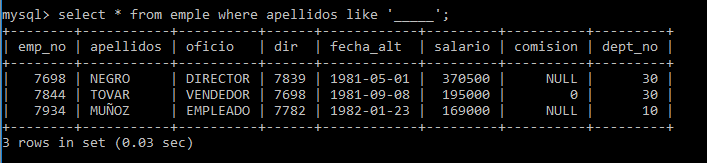 mysql> select * from emple where apellidos like '_____';
+--------+-----------+----------+------+------------+---------+----------+---------+
| emp_no | apellidos | oficio | dir | fecha_alt | salario | comision | dept_no |
+--------+-----------+----------+------+------------+---------+----------+---------+
| 7698 | NEGRO | DIRECTOR | 7839 | 1981-05-01 | 370500 | NULL | 30 |
| 7844 | TOVAR | VENDEDOR | 7698 | 1981-09-08 | 195000 | 0 | 30 |
| 7934 | MUÑOZ | EMPLEADO | 7782 | 1982-01-23 | 169000 | NULL | 10 |
+--------+-----------+----------+------+------------+---------+----------+---------+
3 rows in set (0.03 sec)